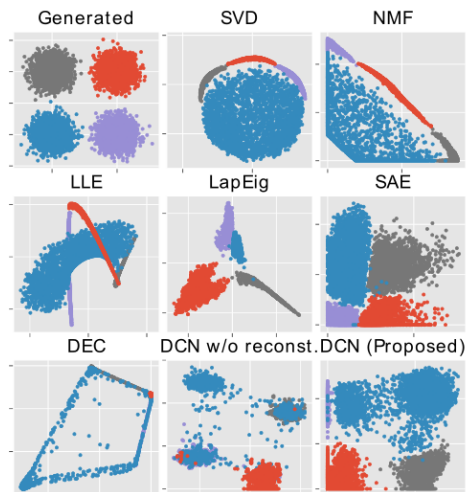 Generated SVD NMF
LLE LapEig SAE
DEC DCN w/o reconst. DCN (Proposed)